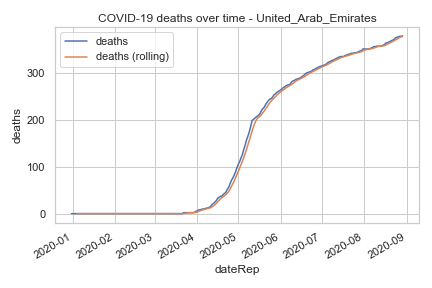 COVID-19 deaths over time - United_Arab_Emirates
deaths
deaths (rolling)
deaths
300
200
100
0
2020-01
2020-02
2020-03
2020-04
2020-05
2020-06
2020-07
2020-08
2020-09
dateRep